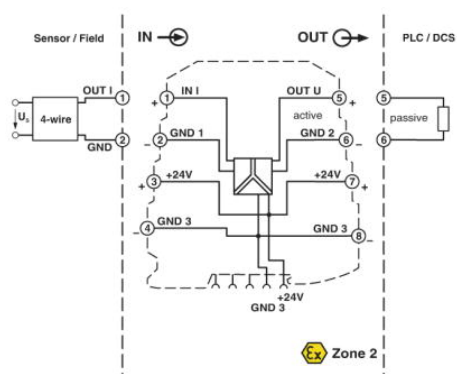 Sensor / Field
IN
OUT
PLC / DCS
OUT I
1
+
1
IN I
OUT U
5
+
5
Us
4-wire
active
passive
GND
2
–
2
GND 1
GND 2
6
–
6
+
3
+24V
+24V
7
+
–
4
GND 3
GND 3
8
–
+24V
GND 3
Ex Zone 2